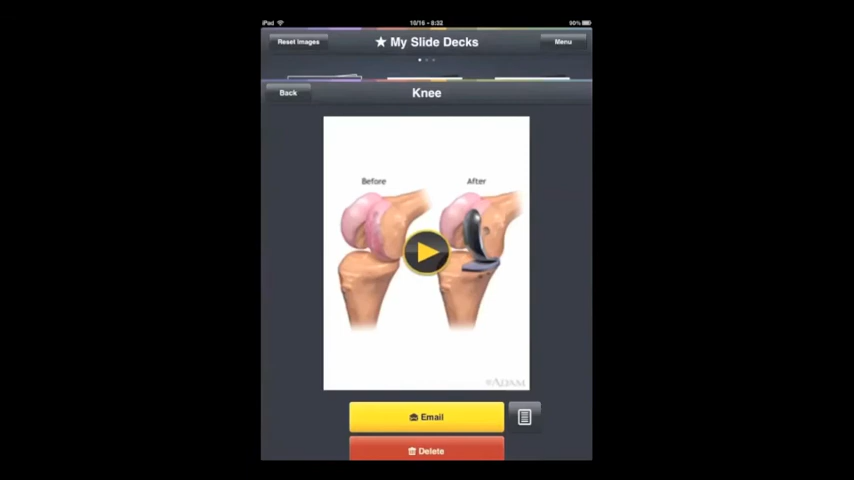 iPad 10/16 - 8:32 90%
Reset Images ★ My Slide Decks Menu
Back Knee
Before After
©ADAM
Email
Delete